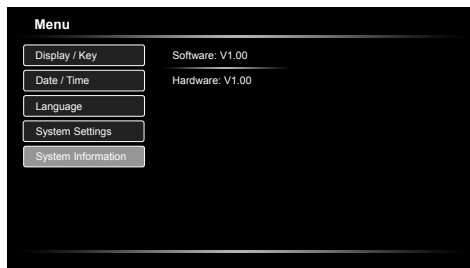 Menu
Display / Key
Software: V1.00
Date / Time
Hardware: V1.00
Language
System Settings
System Information